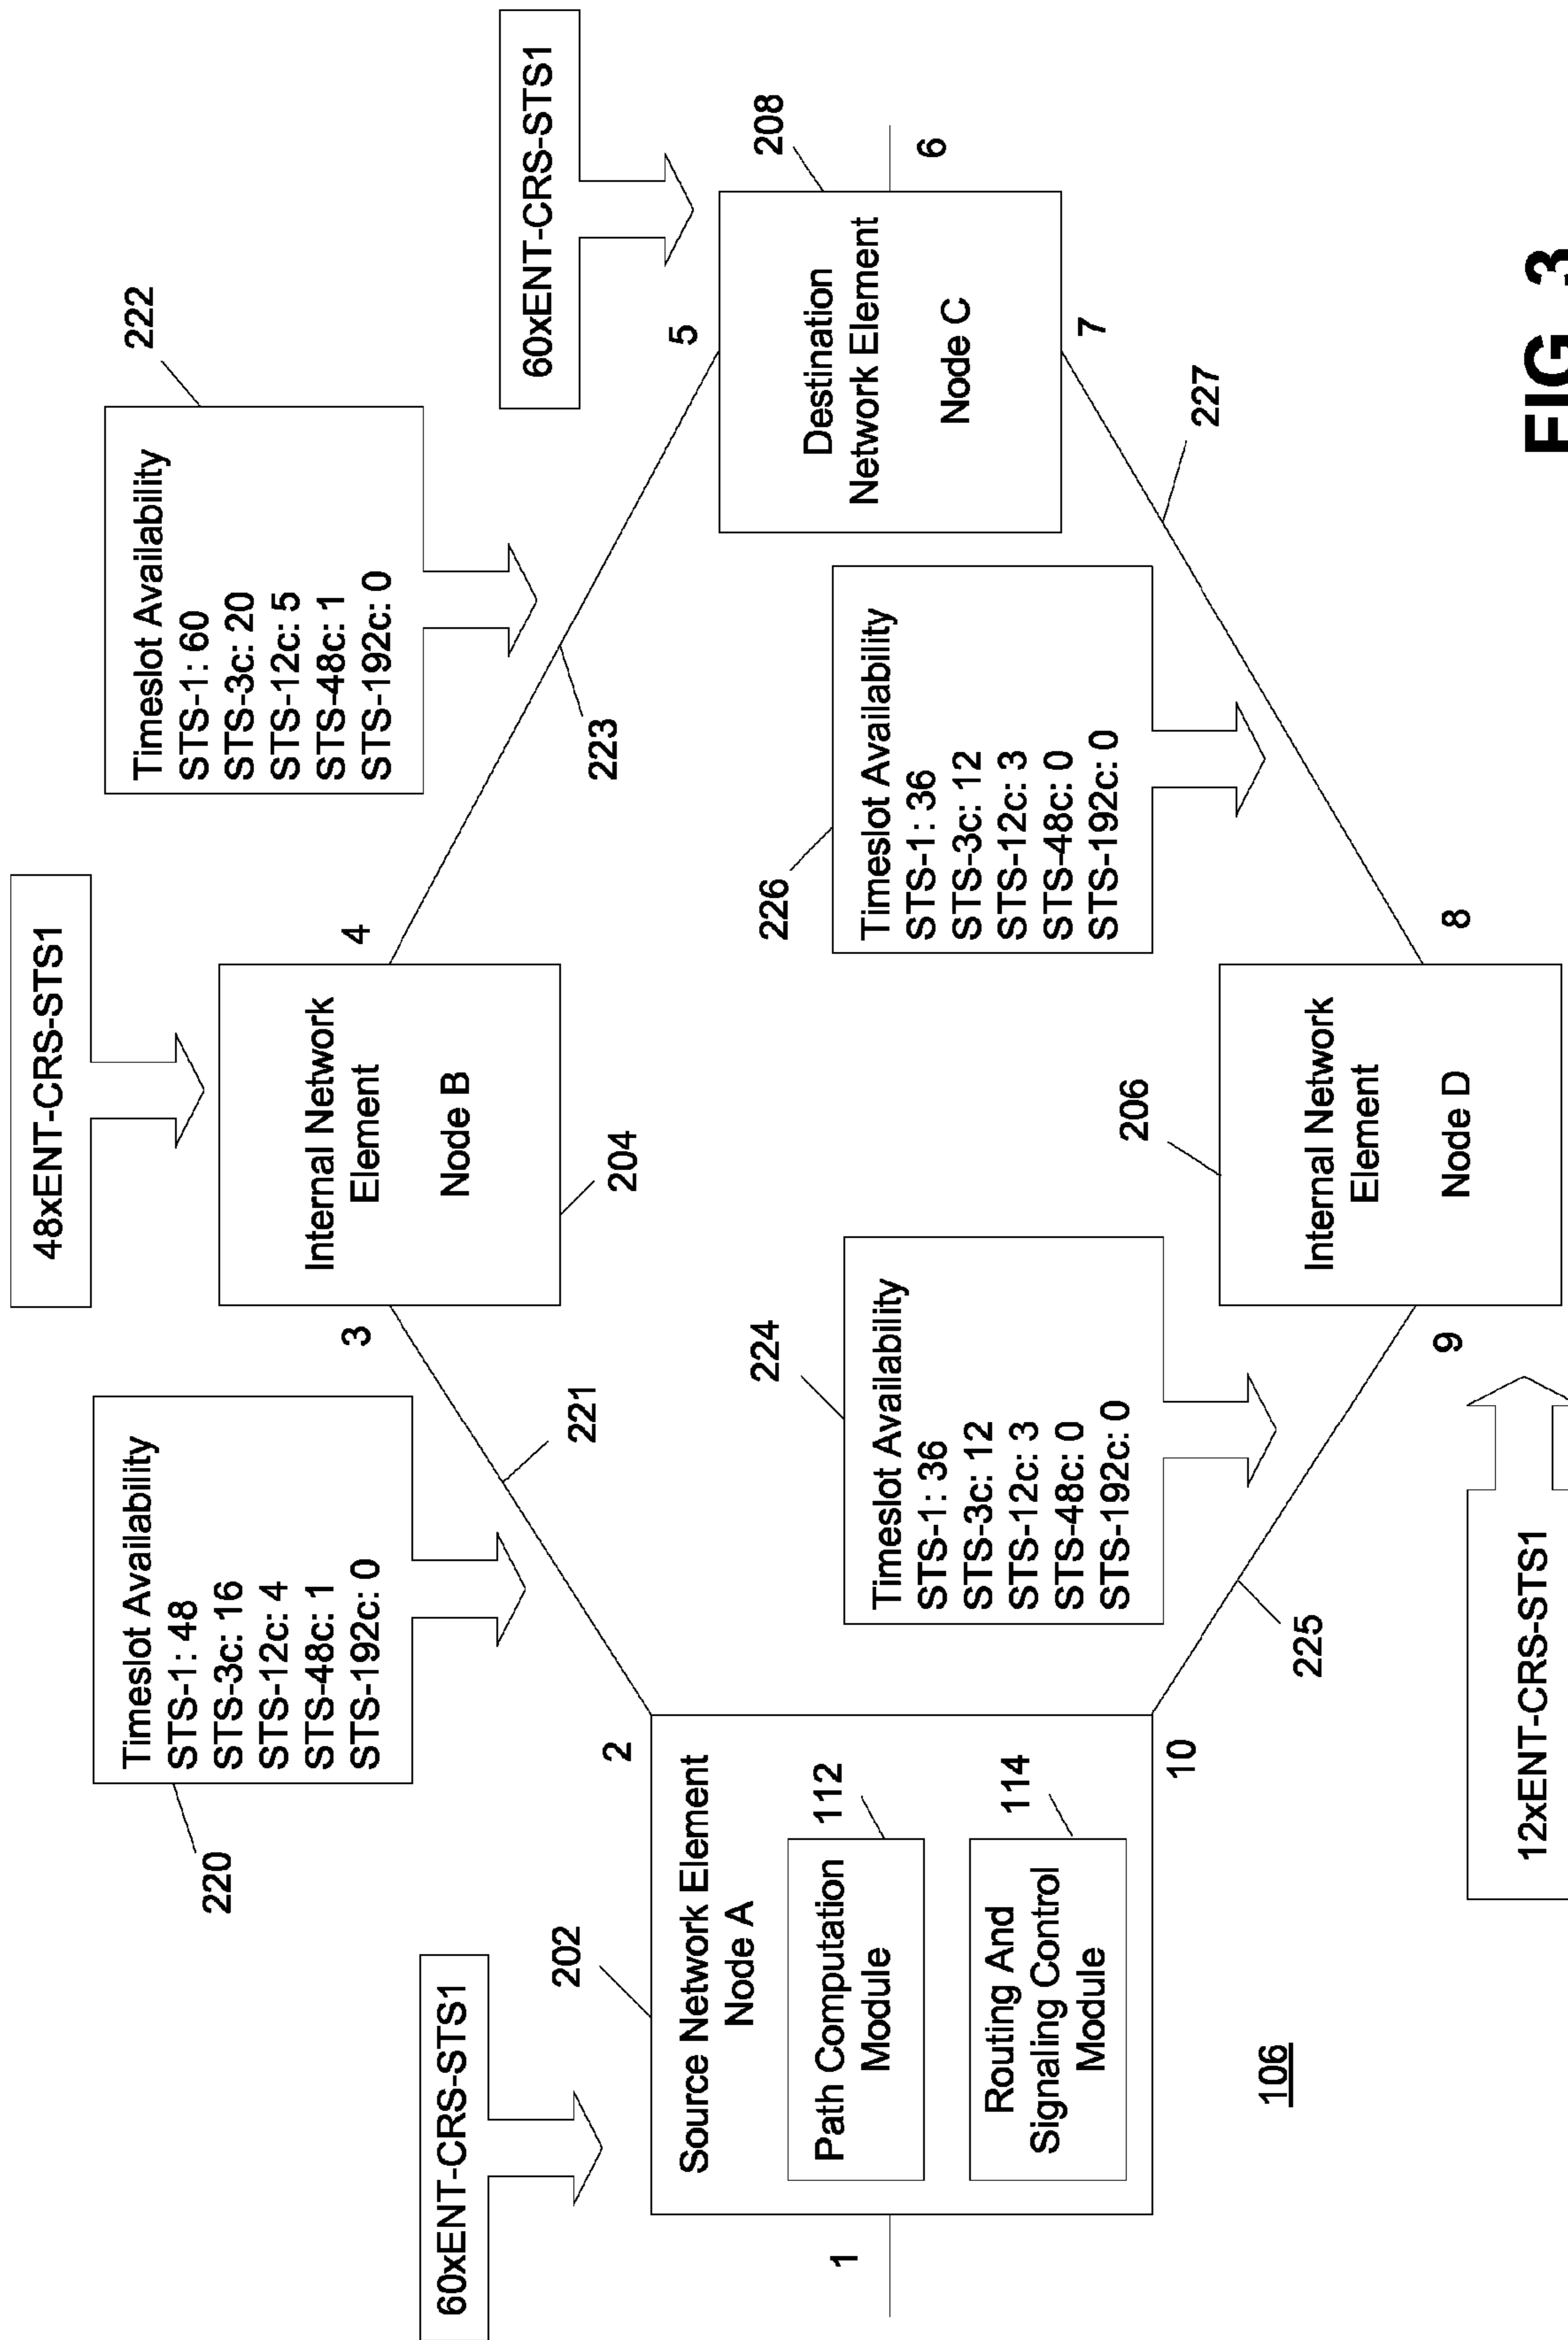 48xENT-CRS-STS1
Timeslot Availability
STS-1: 48
STS-3c: 16
STS-12c: 4
STS-48c: 1
STS-192c: 0
220
221
Timeslot Availability
STS-1: 60
STS-3c: 20
STS-12c: 5
STS-48c: 1
STS-192c: 0
222
223
60xENT-CRS-STS1
202
Source Network Element
Node A
Path Computation
Module
112
Routing And
Signaling Control
Module
114
1
2
10
3
Internal Network
Element
Node B
4
204
60xENT-CRS-STS1
5
Destination
Network Element
Node C
208
6
7
224
Timeslot Availability
STS-1: 36
STS-3c: 12
STS-12c: 3
STS-48c: 0
STS-192c: 0
225
226
Timeslot Availability
STS-1: 36
STS-3c: 12
STS-12c: 3
STS-48c: 0
STS-192c: 0
227
206
9
Internal Network
Element
Node D
8
12xENT-CRS-STS1
106
FIG 3